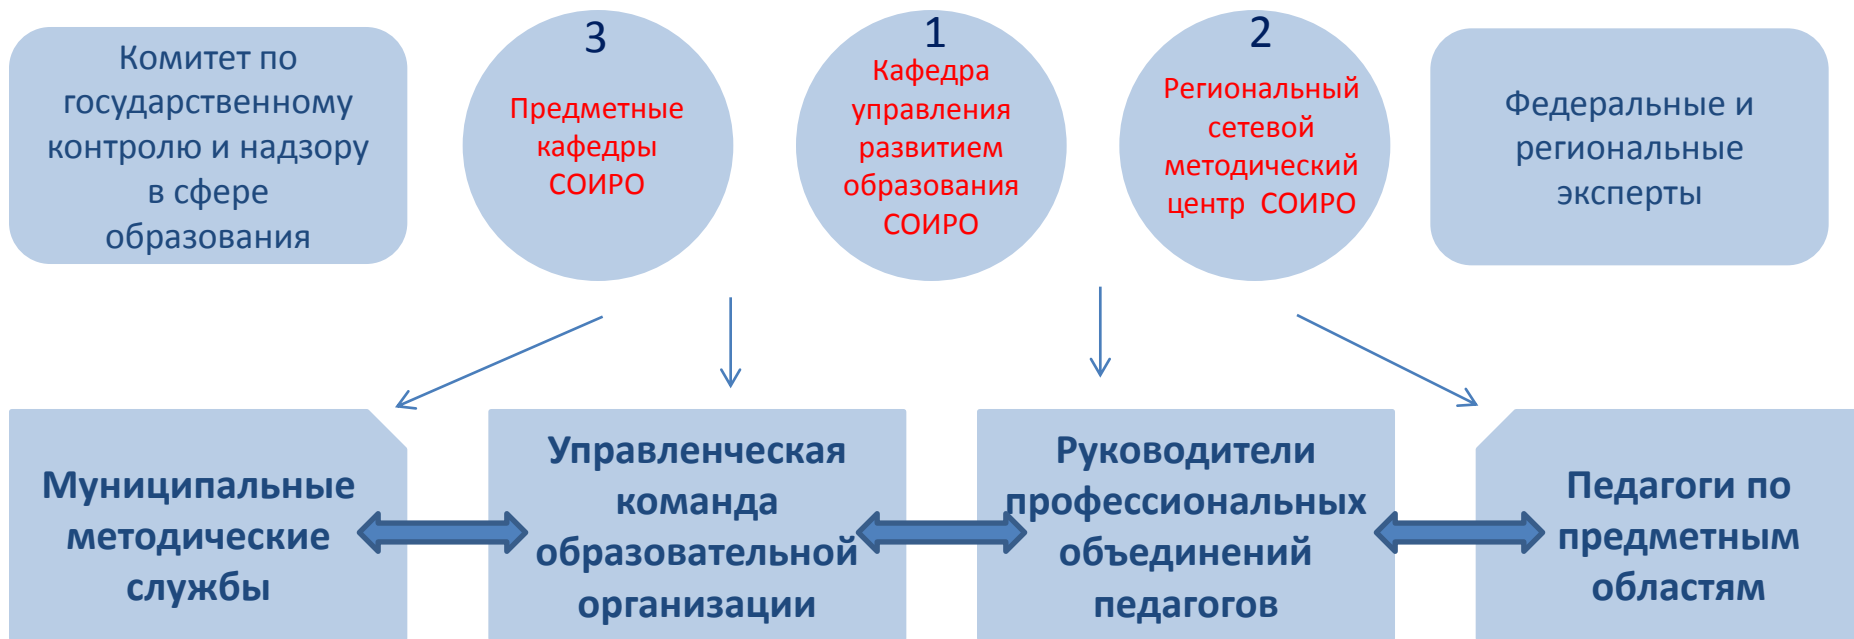 Комитет по
государственному
контролю и надзору
в сфере
образования
3
Предметные
кафедры
СОИРО
1
Кафедра
управления
развитием
образования
СОИРО
2
Региональный
сетевой
методический
центр СОИРО
Федеральные и
региональные
эксперты
Муниципальные
методические
службы
Управленческая
команда
образовательной
организации
Руководители
профессиональных
объединений
педагогов
Педагоги по
предметным
областям